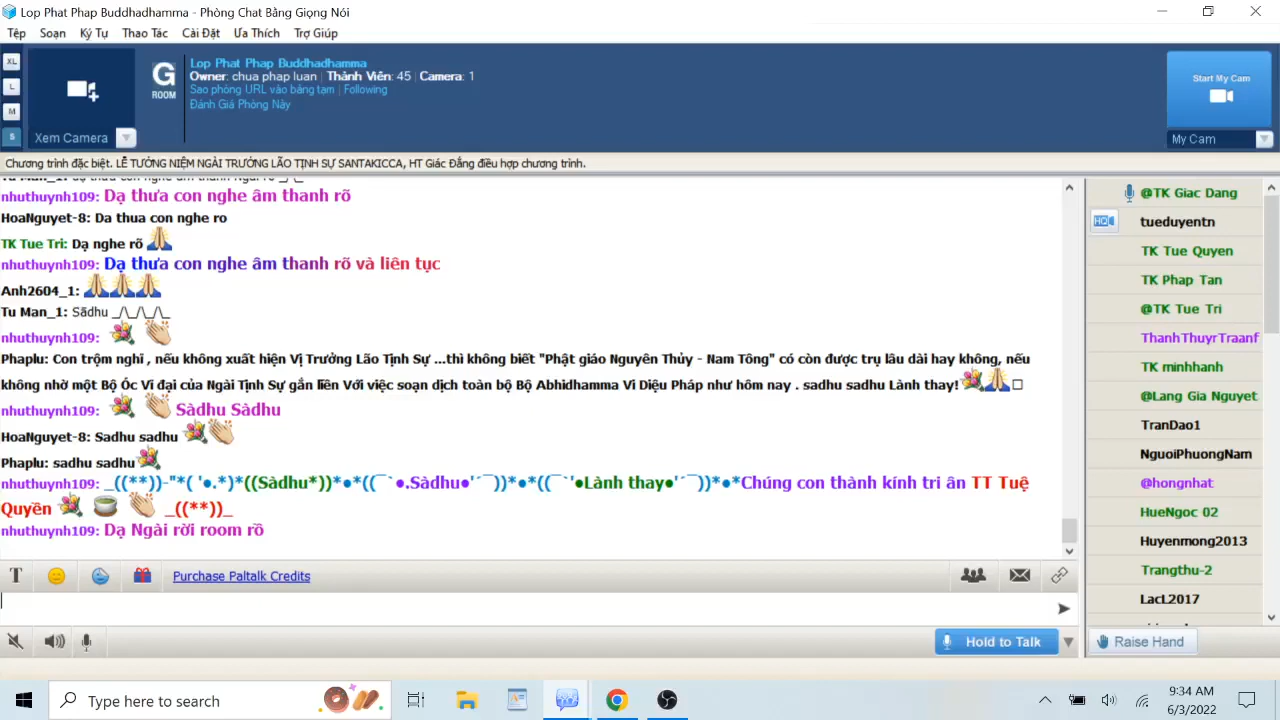 Lop Phat Phap Buddhadhamma - Phòng Chat Bằng Giọng Nói
Tệp Soạn Ký Tự Thao Tác Cài Đặt Ưa Thích Trợ Giúp
XL
L
M
S
Xem Camera
G
ROOM
Lop Phat Phap Buddhadhamma
Owner: chua phap luan | Thành Viên: 45 | Camera: 1
Sao phòng URL vào bảng tạm | Following
Đánh Giá Phòng Này
Start My Cam
My Cam
Chương trình đặc biệt. LỄ TƯỞNG NIỆM NGÀI TRƯỞNG LÃO TỊNH SỰ SANTAKICCA, HT Giác Đẳng điều hợp chương trình.
nhuthuynh109: Dạ thưa con nghe âm thanh rõ
HoaNguyet-8: Da thua con nghe ro
TK Tue Tri: Dạ nghe rõ
nhuthuynh109: Dạ thưa con nghe âm thanh rõ và liên tục
Anh2604_1:
Tu Man_1: Sādhu _/\_/\_/\_
nhuthuynh109:
Phaplu: Con trộm nghĩ , nếu không xuất hiện Vị Trưởng Lão Tịnh Sự ...thì không biết "Phật giáo Nguyên Thủy - Nam Tông" có còn được trụ lâu dài hay không, nếu
không nhờ một Bộ Óc Vĩ đại của Ngài Tịnh Sự gắn liền Với việc soạn dịch toàn bộ Bộ Abhidhamma Vi Diệu Pháp như hôm nay . sadhu sadhu Lành thay!
nhuthuynh109: Sàdhu Sàdhu
HoaNguyet-8: Sadhu sadhu
Phaplu: sadhu sadhu
nhuthuynh109: _((**))-"*( '●.*)*((Sàdhu*))*●*((¯`●.Sàdhu●'´¯))*●*((¯`'●Lành thay●'´¯))*●*Chúng con thành kính tri ân TT Tuệ
Quyền _((**))_
nhuthuynh109: Dạ Ngài rời room rồ
@TK Giac Dang
HQ
tueduyentn
TK Tue Quyen
TK Phap Tan
@TK Tue Tri
ThanhThuyrTraanf
TK minhhanh
@Lang Gia Nguyet
TranDao1
NguoiPhuongNam
@hongnhat
HueNgoc 02
Huyenmong2013
Trangthu-2
LacL2017
T
Purchase Paltalk Credits
Hold to Talk
Raise Hand
Type here to search
9:34 AM
6/3/2022